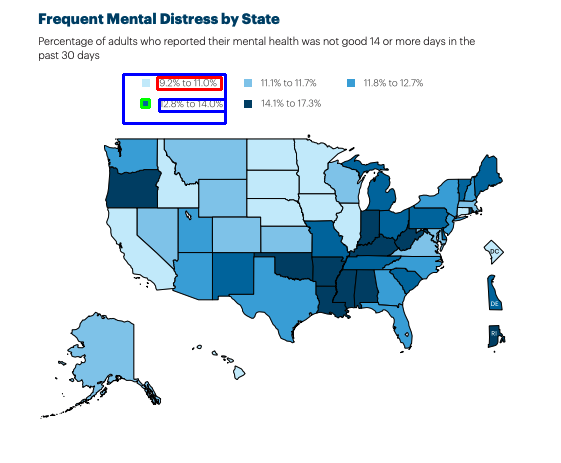 Frequent Mental Distress by State
Percentage of adults who reported their mental health was not good 14 or more days in the
past 30 days
9.2% to 11.0% 11.1% to 11.7% 11.8% to 12.7%
12.8% to 14.0% 14.1% to 17.3%
DC
DE
RI